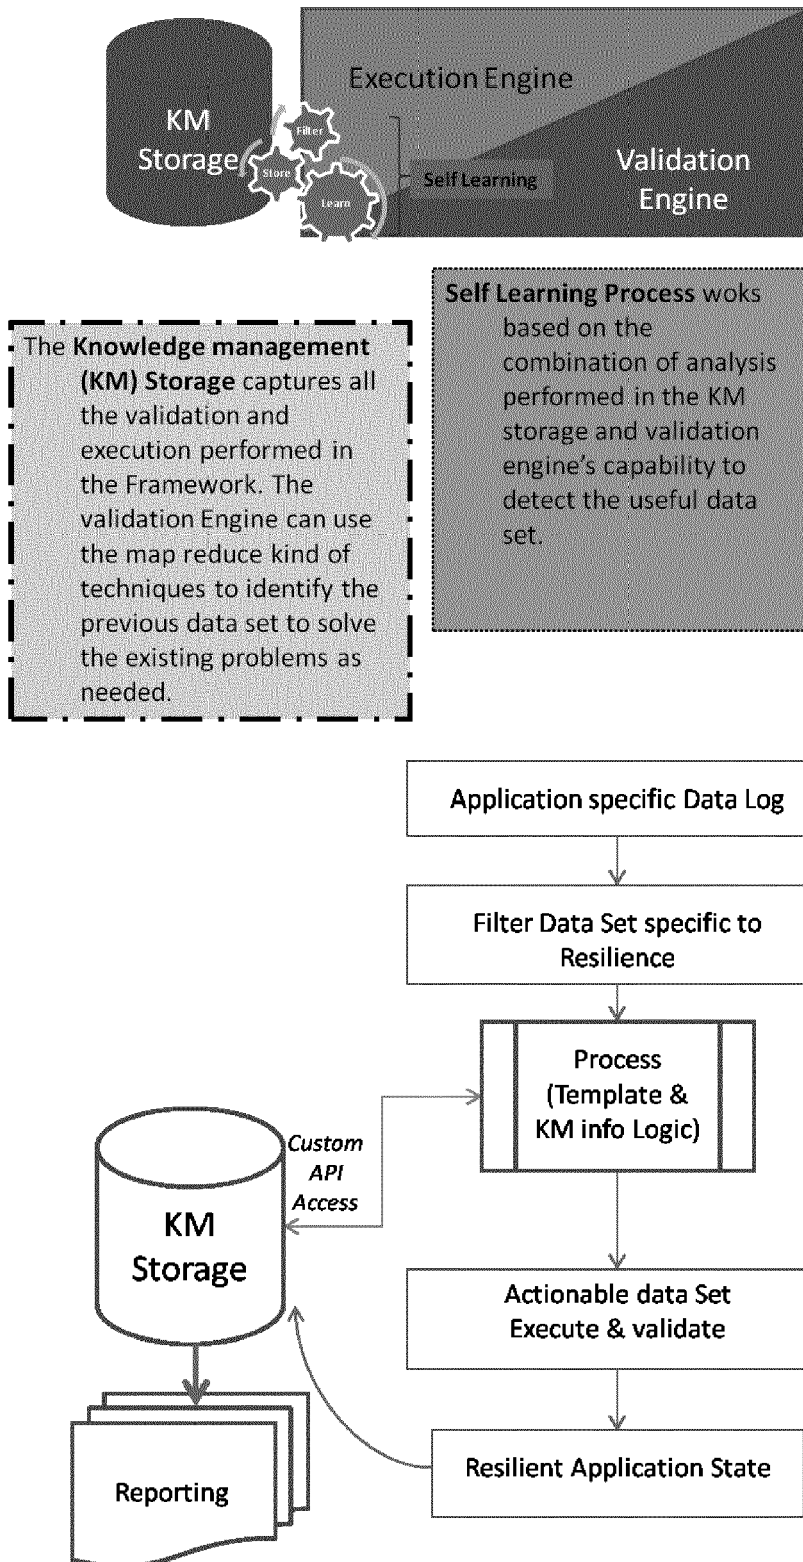 Execution Engine
KM
Storage
Filter
Store
Learn
Self Learning
Validation
Engine
The Knowledge management
(KM) Storage captures all
the validation and
execution performed in
the Framework. The
validation Engine can use
the map reduce kind of
techniques to identify the
previous data set to solve
the existing problems as
needed.
Self Learning Process woks
based on the
combination of analysis
performed in the KM
storage and validation
engine's capability to
detect the useful data
set.
Application specific Data Log
Filter Data Set specific to
Resilience
Process
(Template &
KM info Logic)
Custom
API
Access
KM
Storage
Actionable data Set
Execute & validate
Resilient Application State
Reporting